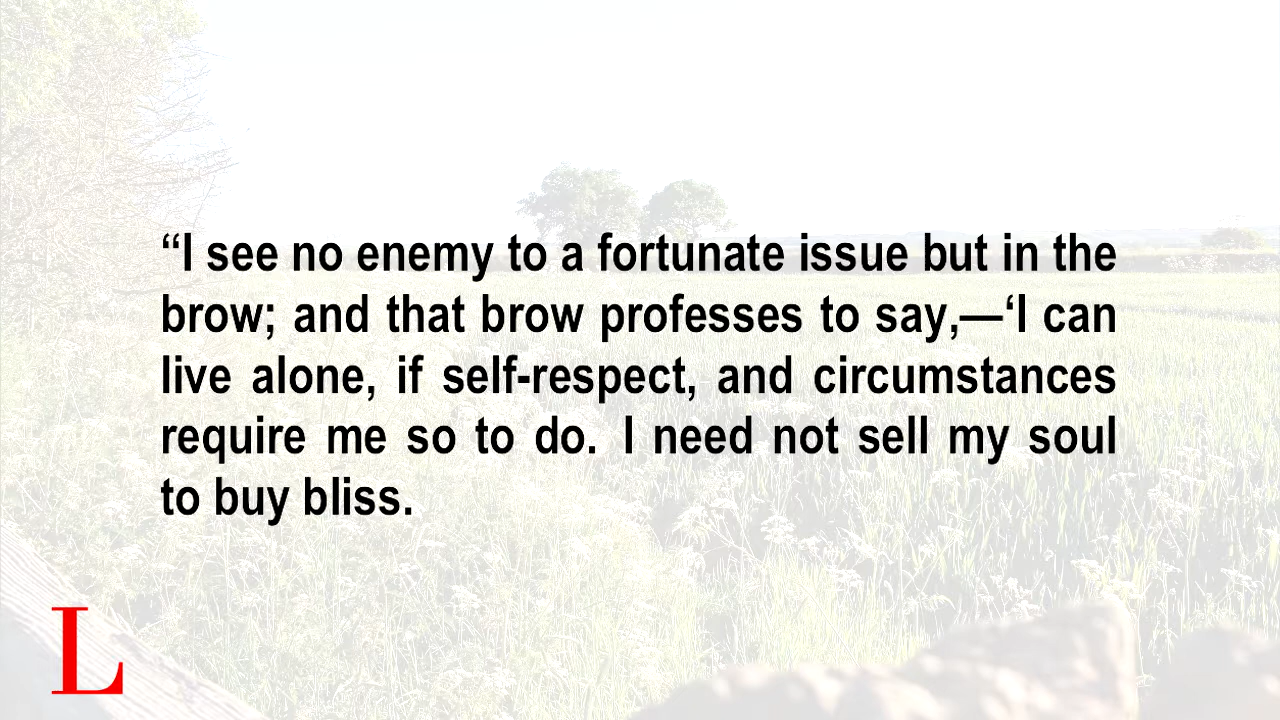 “I see no enemy to a fortunate issue but in the
brow; and that brow professes to say,—‘I can
live alone, if self-respect, and circumstances
require me so to do. I need not sell my soul
to buy bliss.
L